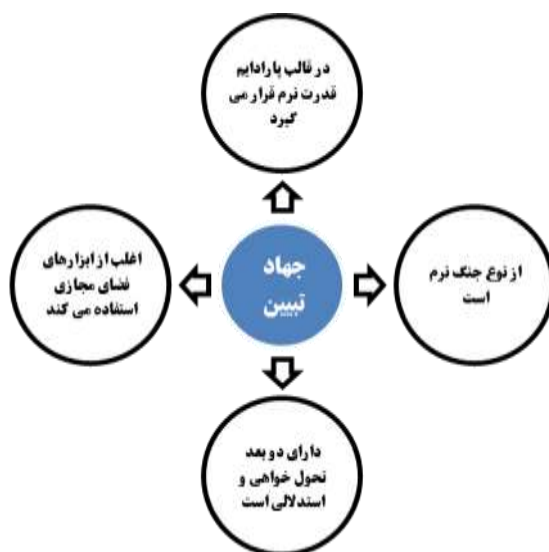 در قالب پارادایم
قدرت نرم قرار می
گیرد
از نوع جنگ نرم
است
جهاد
تبیین
اغلب از ابزارهای
فضای مجازی
استفاده می کند
دارای دو بعد
تحول خواهی و
استدلالی است